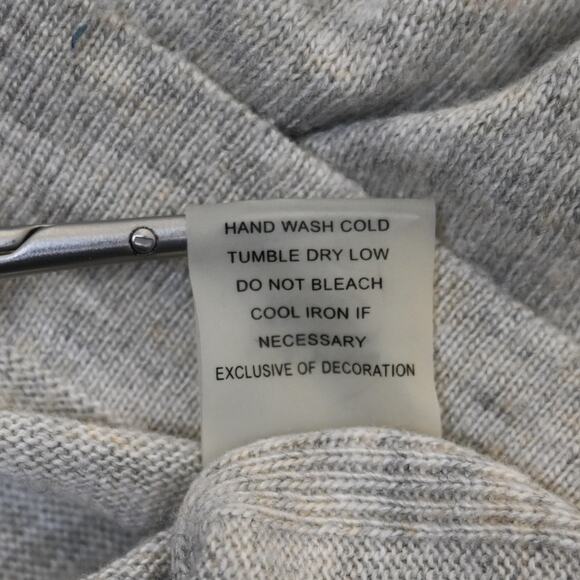 HAND WASH COLD
TUMBLE DRY LOW
DO NOT BLEACH
COOL IRON IF
NECESSARY
EXCLUSIVE OF DECORATION